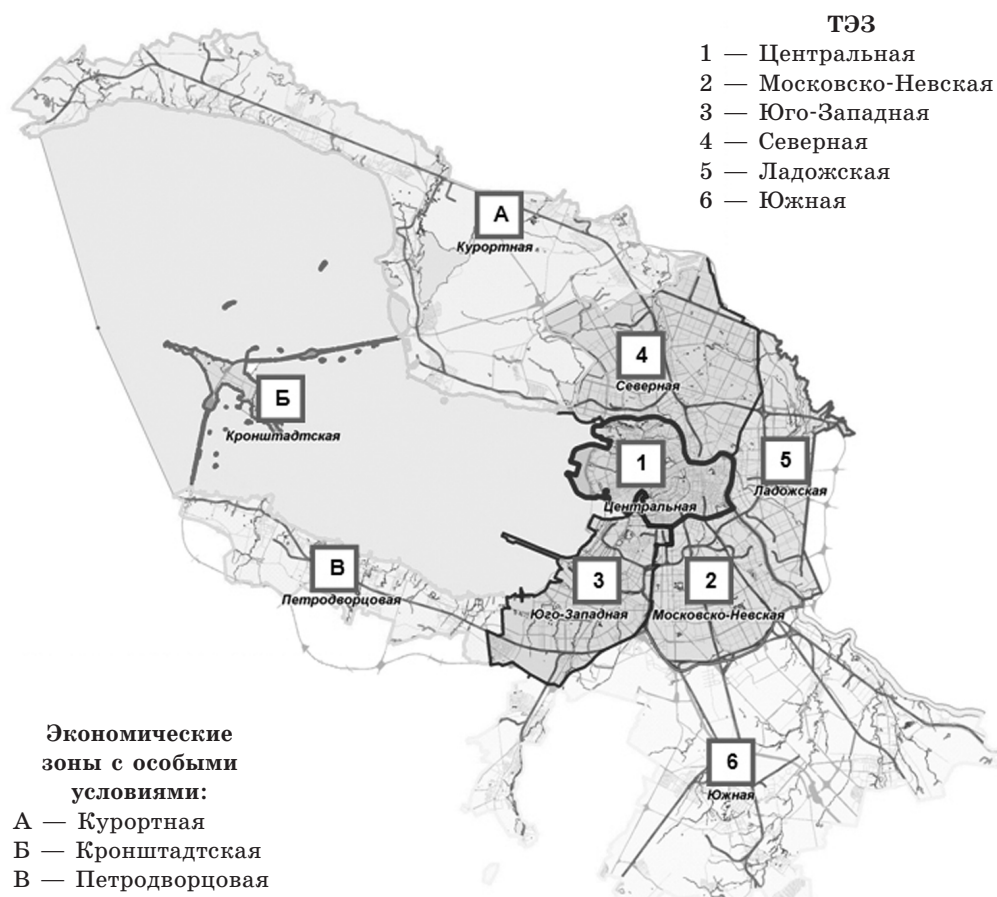 ТЭЗ
1 — Центральная
2 — Московско-Невская
3 — Юго-Западная
4 — Северная
5 — Ладожская
6 — Южная
А
Курортная
4
Северная
Б
Кронштадтская
1
Центральная
5
Ладожская
В
Петродворцовая
3
Юго-Западная
2
Московско-Невская
6
Южная
Экономические
зоны с особыми
условиями:
А — Курортная
Б — Кронштадтская
В — Петродворцовая